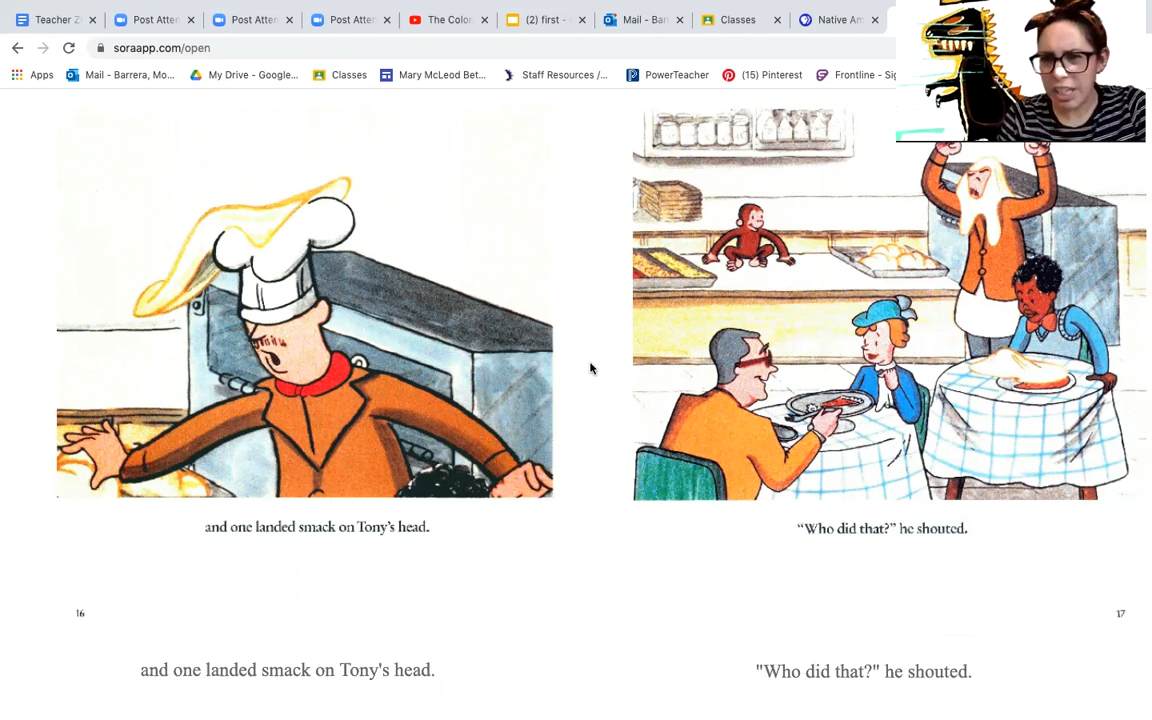 Teacher Zi
Post Atten
Post Atten
Post Atten
The Color
(2) first -
Mail - Barr
Classes
Native Am
soraapp.com/open
Apps
Mail - Barrera, Mo...
My Drive - Google...
Classes
Mary McLeod Bet...
Staff Resources /...
PowerTeacher
(15) Pinterest
Frontline - Sig
and one landed smack on Tony's head.
"Who did that?" he shouted.
16
17
and one landed smack on Tony's head.
"Who did that?" he shouted.